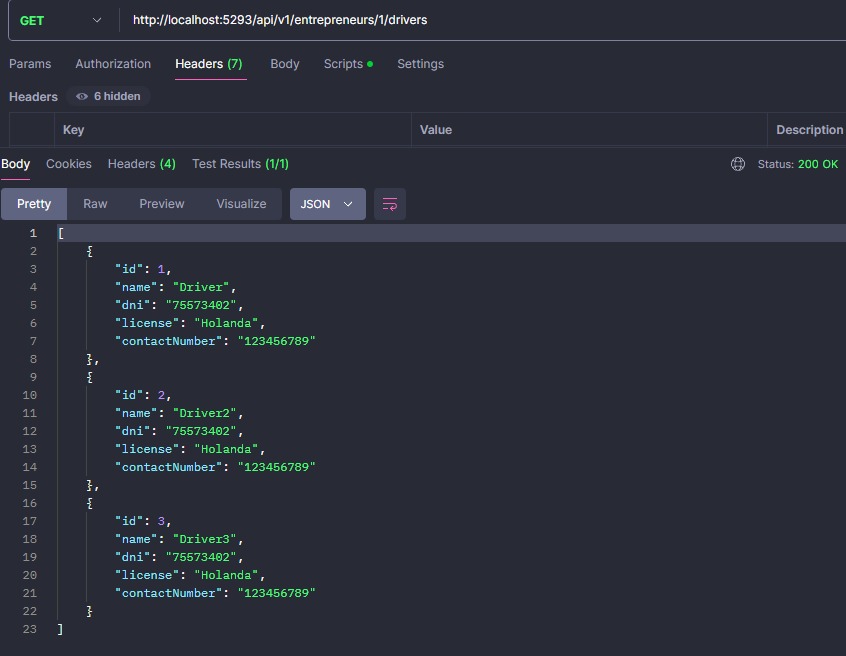 GET http://localhost:5293/api/v1/entrepreneurs/1/drivers
Params Authorization Headers (7) Body Scripts Settings
Headers 6 hidden
Key Value Description
Body Cookies Headers (4) Test Results (1/1) Status: 200 OK
Pretty Raw Preview Visualize JSON
1 [
2 {
3 "id": 1,
4 "name": "Driver",
5 "dni": "75573402",
6 "license": "Holanda",
7 "contactNumber": "123456789"
8 },
9 {
10 "id": 2,
11 "name": "Driver2",
12 "dni": "75573402",
13 "license": "Holanda",
14 "contactNumber": "123456789"
15 },
16 {
17 "id": 3,
18 "name": "Driver3",
19 "dni": "75573402",
20 "license": "Holanda",
21 "contactNumber": "123456789"
22 }
23 ]